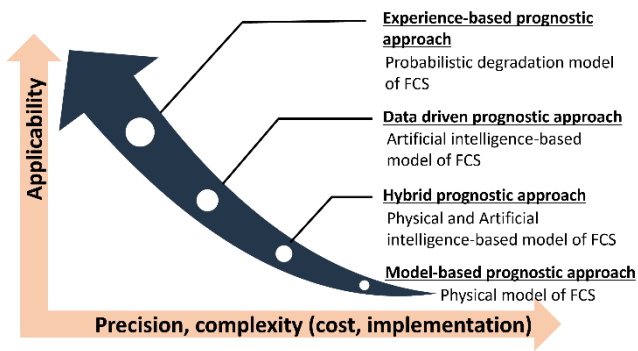 Experience-based prognostic
approach
Probabilistic degradation model
of FCS
Applicability
Data driven prognostic approach
Artificial intelligence-based
model of FCS
Hybrid prognostic approach
Physical and Artificial
intelligence-based model of FCS
Model-based prognostic approach
Physical model of FCS
Precision, complexity (cost, implementation)